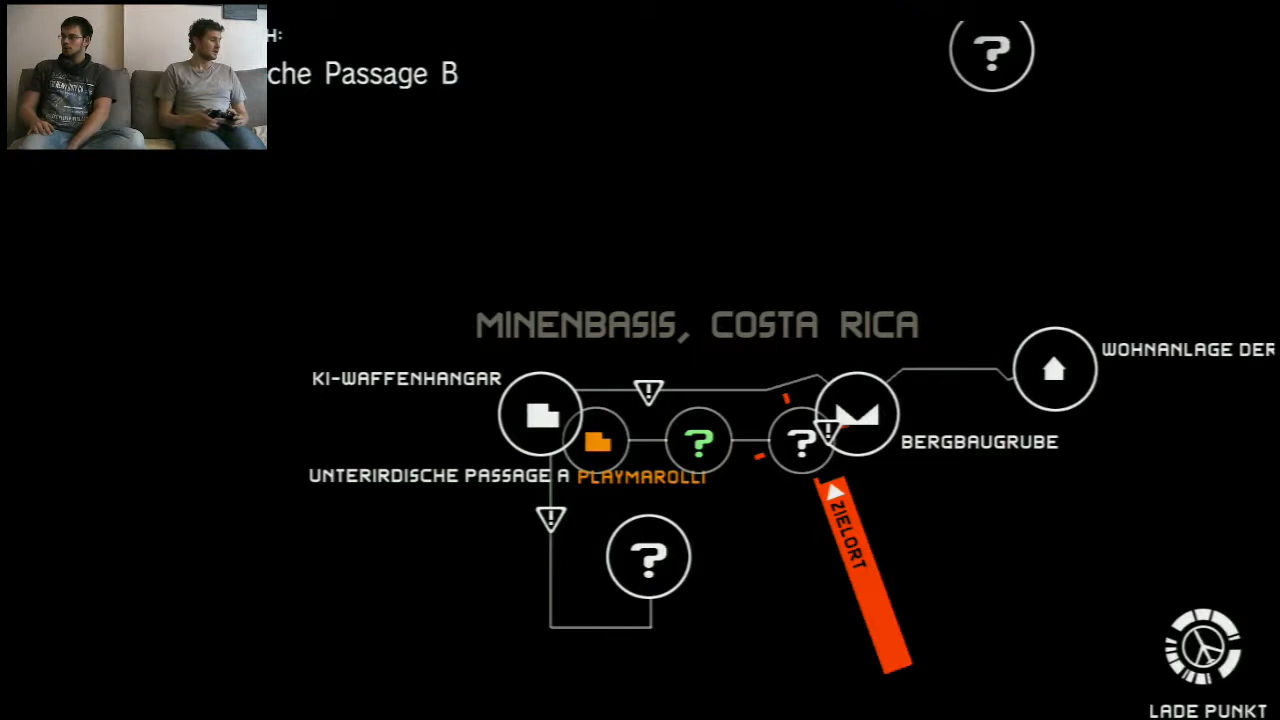 H:
che Passage B
?
MINENBASIS, COSTA RICA
WOHNANLAGE DER
KI-WAFFENHANGAR
!
? ? !
BERGBAUGRUBE
UNTERIRDISCHE PASSAGE A PLAYMAROLLI
ZIELORT
!
?
LADE PUNKT